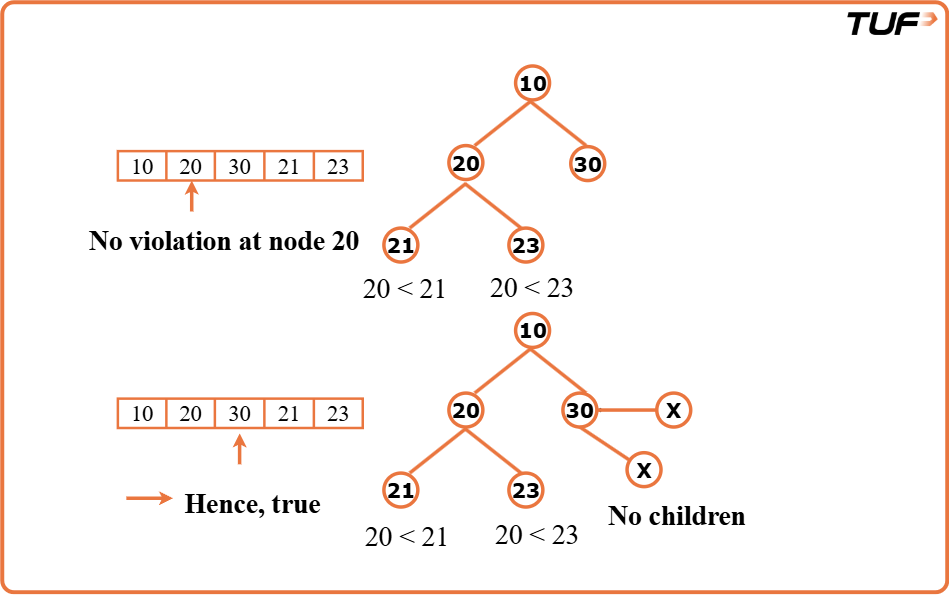 TUF
10
20 30
10 20 30 21 23
No violation at node 20
21 23
20 < 21 20 < 23
10
10 20 30 21 23
20 30 X
X
21 23
Hence, true
No children
20 < 21 20 < 23